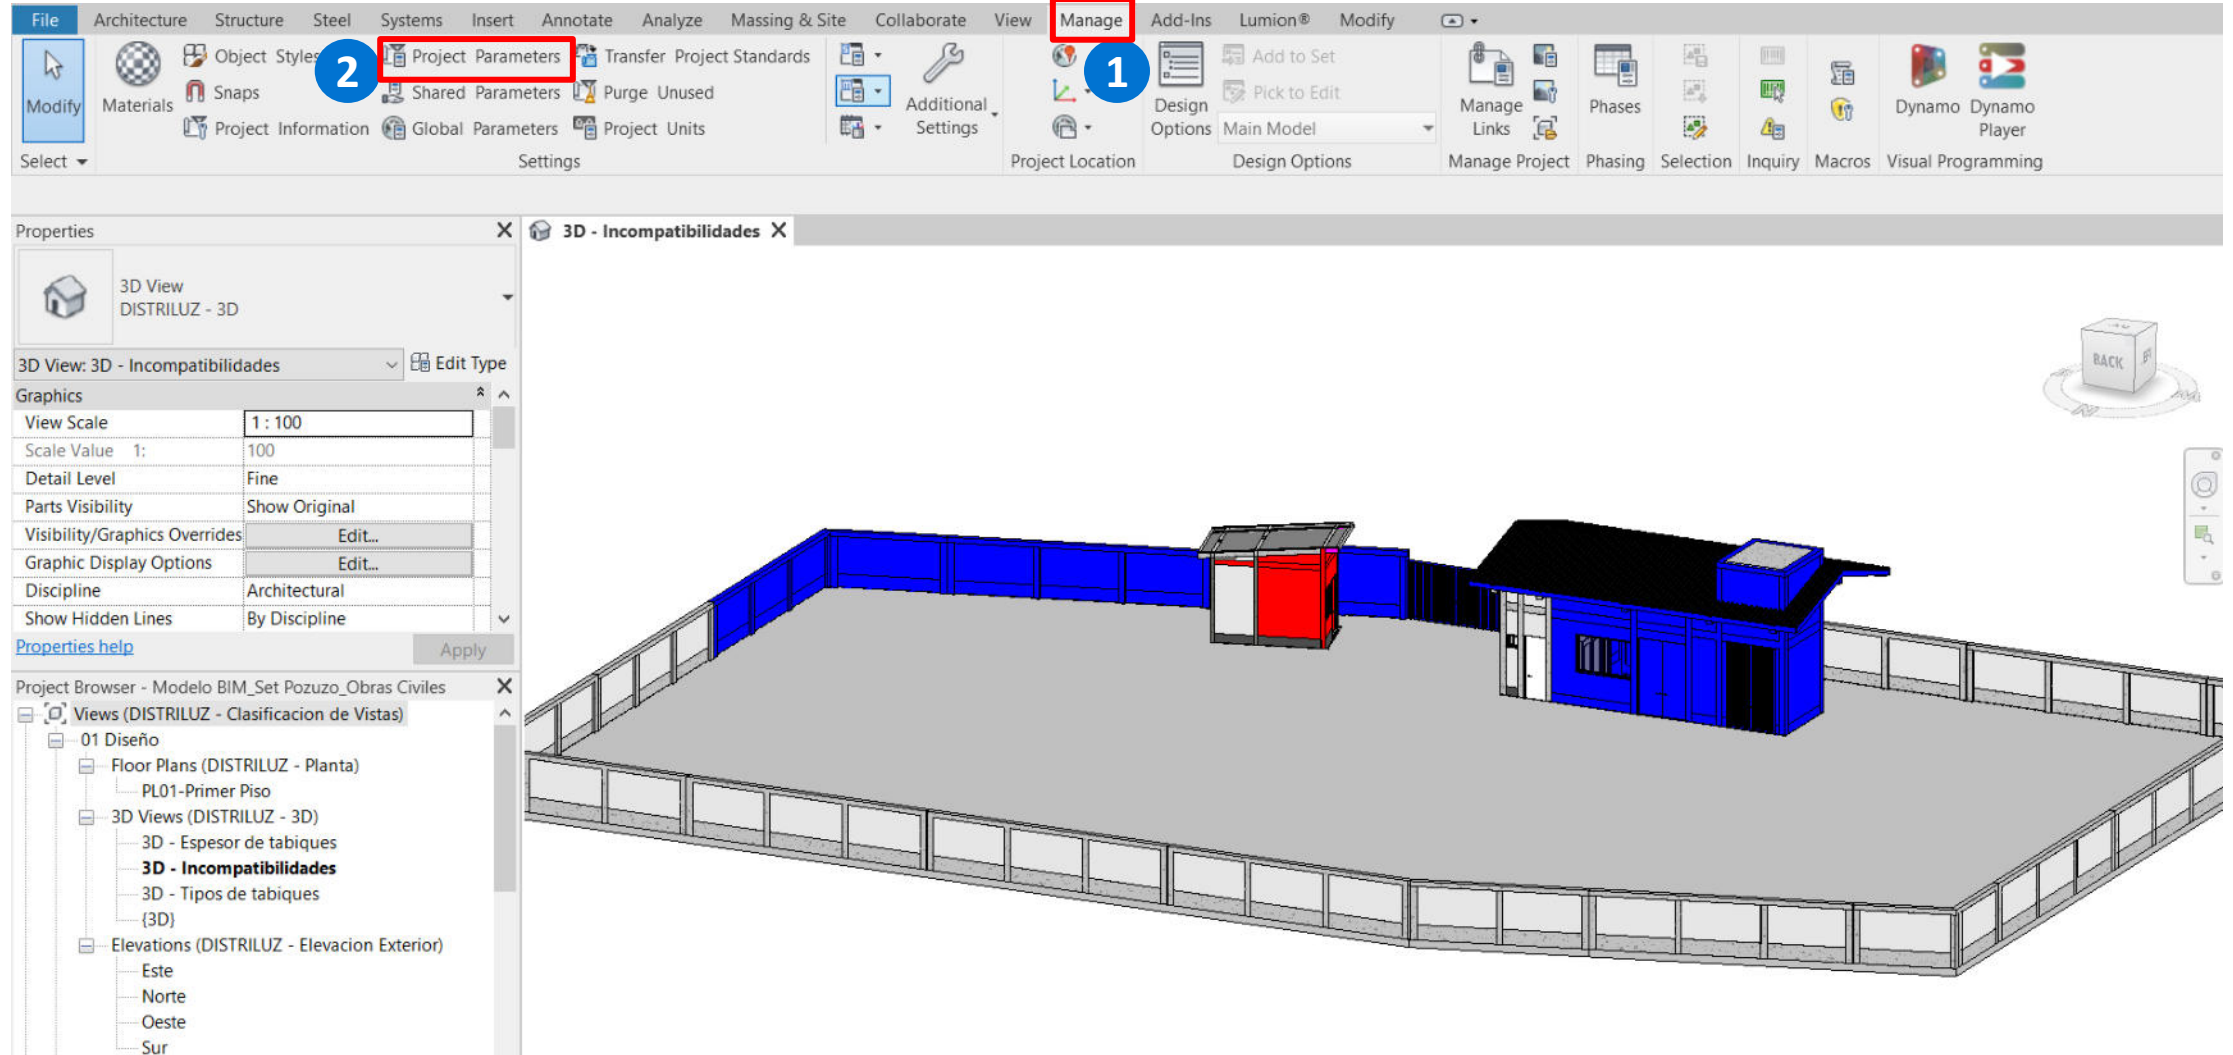 File Architecture Structure Steel Systems Insert Annotate Analyze Massing & Site Collaborate View Manage Add-Ins Lumion® Modify
Modify
Materials
Object Styles
Snaps
Project Information
2
Project Parameters
Shared Parameters
Global Parameters
Transfer Project Standards
Purge Unused
Project Units
Additional
Settings
1
Design
Options
Add to Set
Pick to Edit
Main Model
Manage
Links
Phases
Dynamo
Dynamo
Player
Select
Settings
Project Location
Design Options
Manage Project
Phasing
Selection
Inquiry
Macros
Visual Programming
Properties
3D View
DISTRILUZ - 3D
3D View: 3D - Incompatibilidades
Edit Type
Graphics
View Scale 1 : 100
Scale Value 1: 100
Detail Level Fine
Parts Visibility Show Original
Visibility/Graphics Overrides Edit...
Graphic Display Options Edit...
Discipline Architectural
Show Hidden Lines By Discipline
Properties help
Apply
Project Browser - Modelo BIM_Set Pozuzo_Obras Civiles
Views (DISTRILUZ - Clasificacion de Vistas)
01 Diseño
Floor Plans (DISTRILUZ - Planta)
PL01-Primer Piso
3D Views (DISTRILUZ - 3D)
3D - Espesor de tabiques
3D - Incompatibilidades
3D - Tipos de tabiques
{3D}
Elevations (DISTRILUZ - Elevacion Exterior)
Este
Norte
Oeste
Sur
3D - Incompatibilidades
BACK